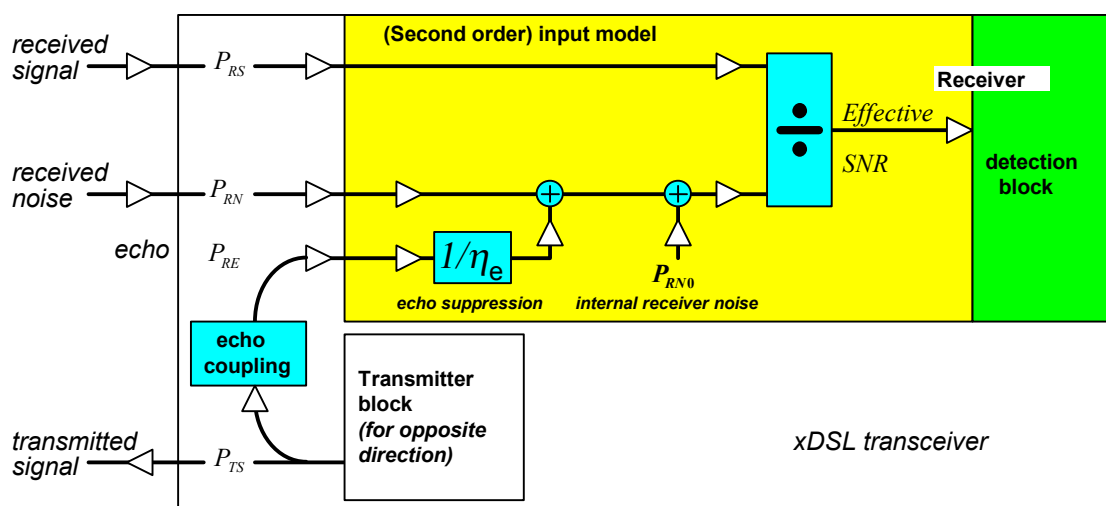 received
signal
P_RS
(Second order) input model
Receiver
Effective
SNR
detection
block
received
noise
P_RN
echo
P_RE
1/η_e
P_RN0
echo suppression
internal receiver noise
echo
coupling
Transmitter
block
(for opposite
direction)
transmitted
signal
P_TS
xDSL transceiver